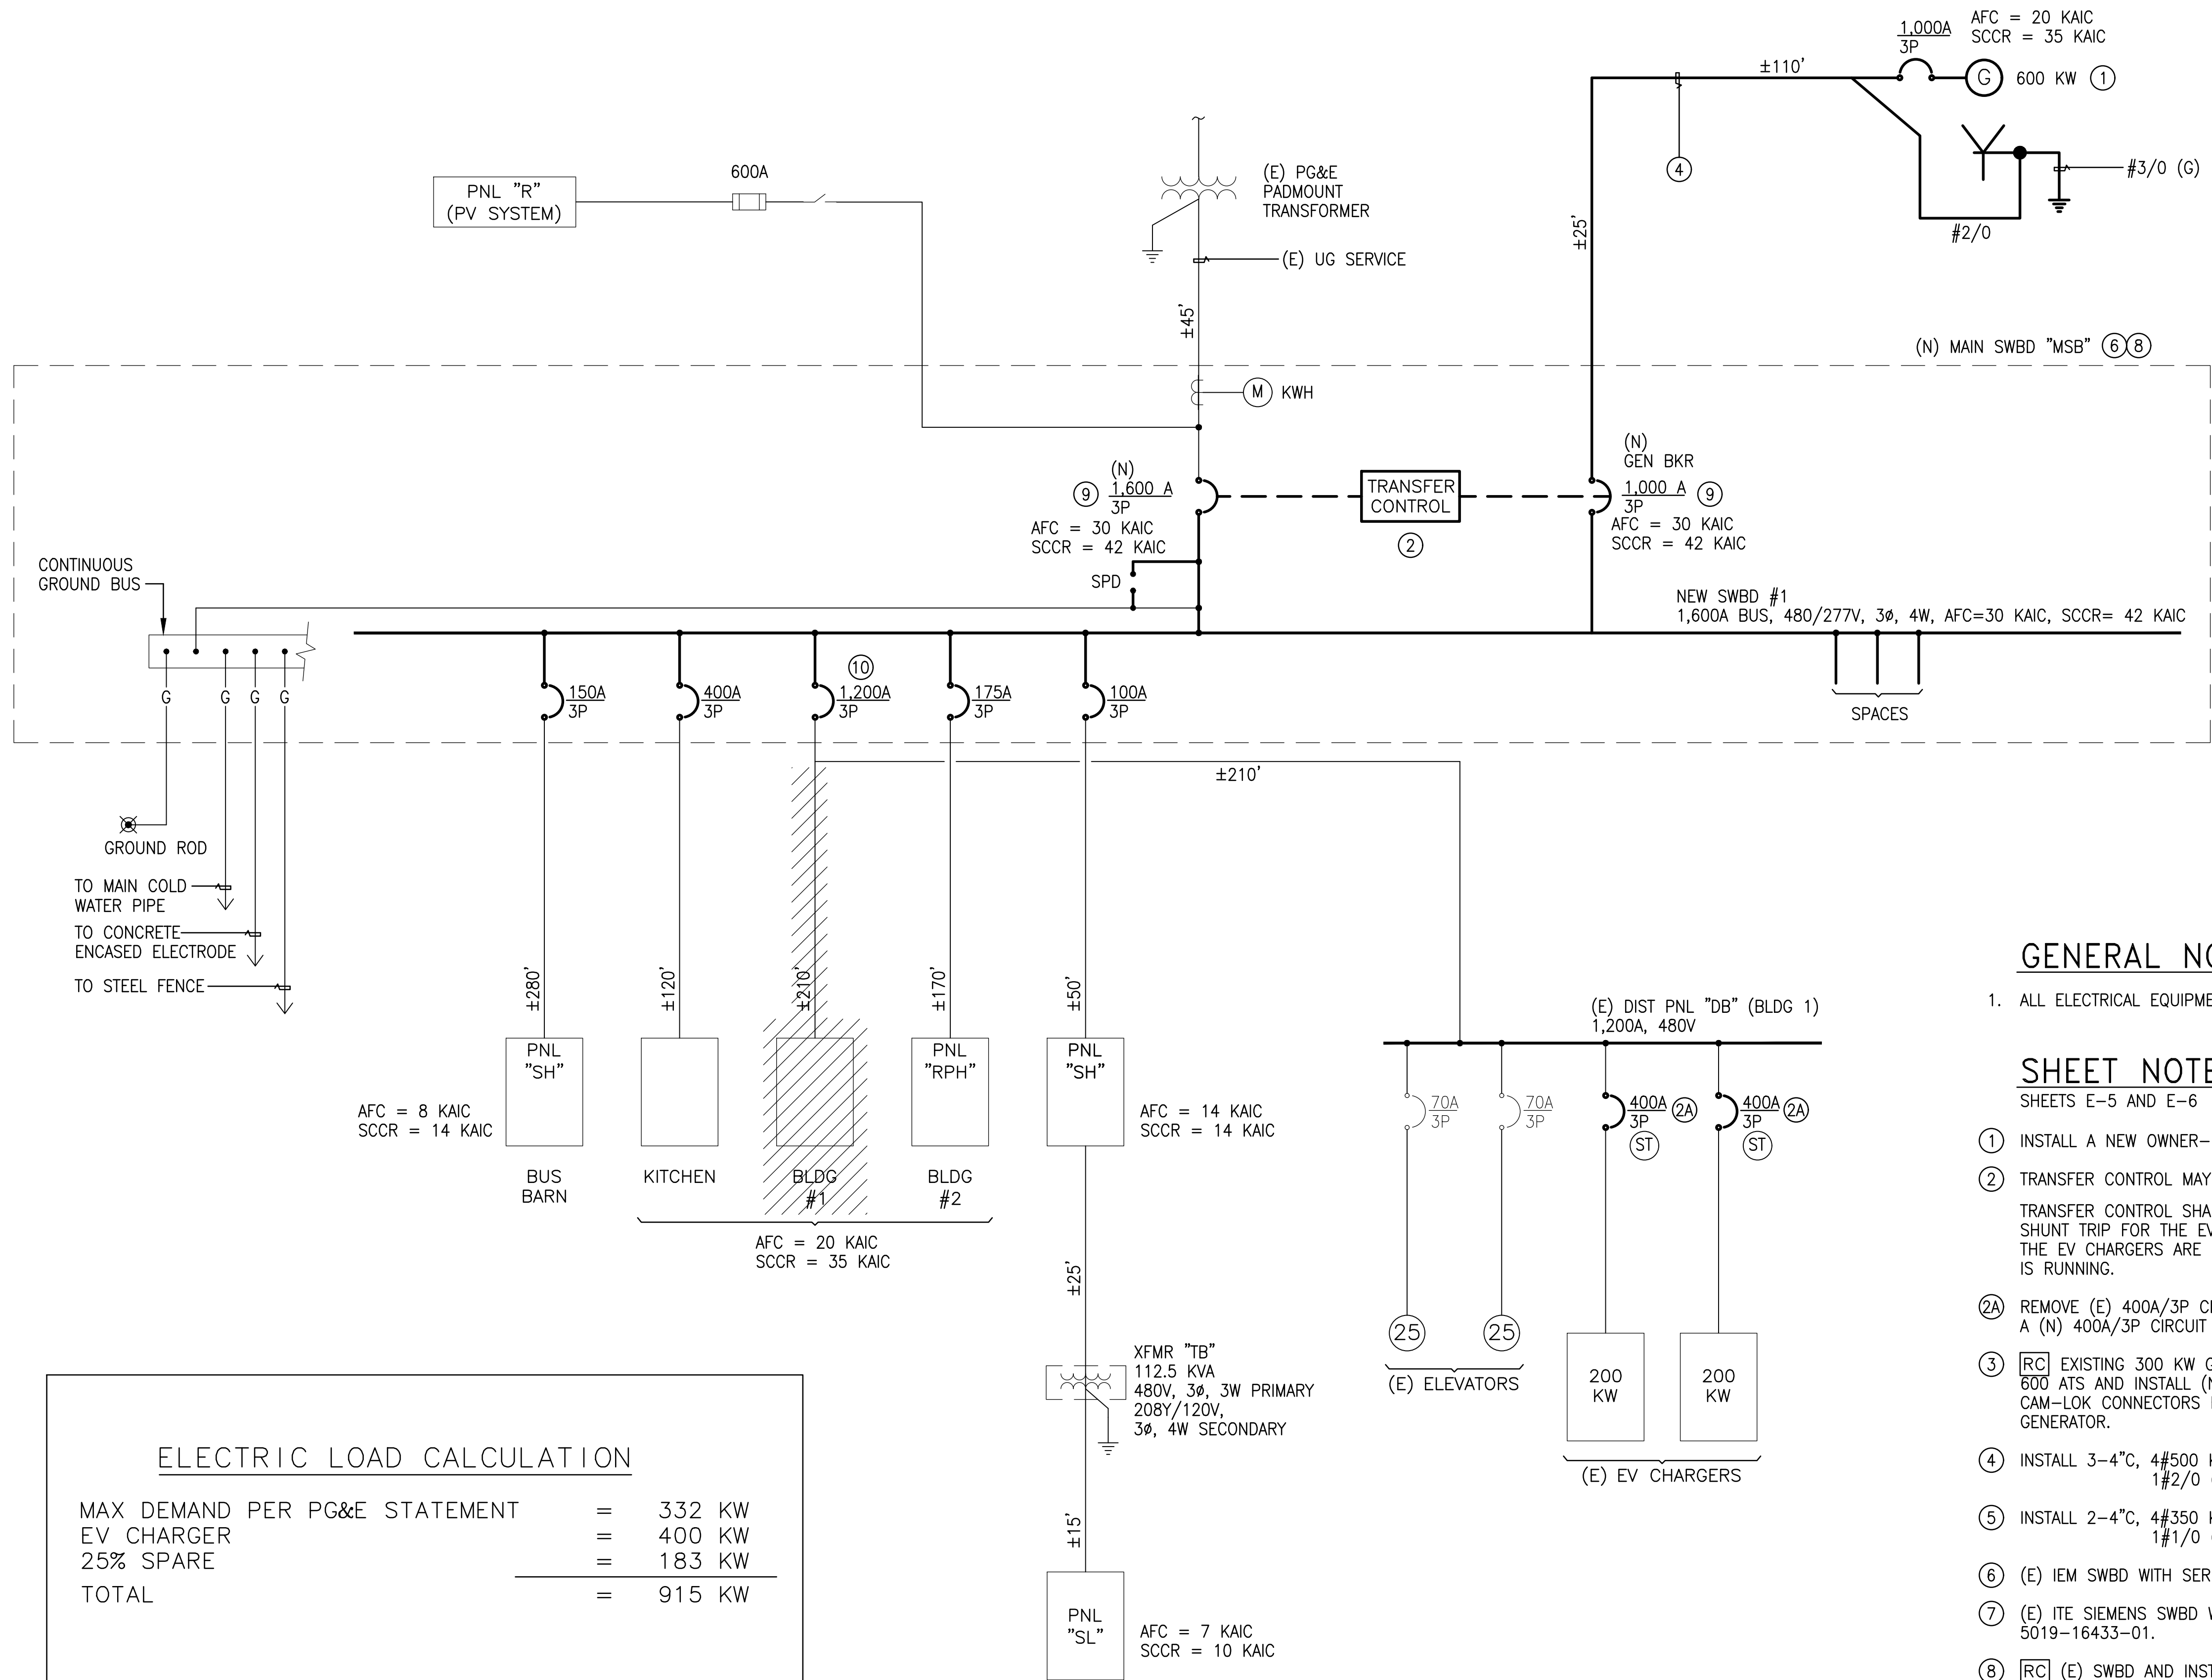 1,000A
3P
AFC = 20 KAIC
SCCR = 35 KAIC
±110'
G
600 KW 1
4
#3/0 (G)
#2/0
±25'
PNL "R"
(PV SYSTEM)
600A
(E) PG&E
PADMOUNT
TRANSFORMER
(E) UG SERVICE
±45'
(N) MAIN SWBD "MSB" 6 8
M KWH
(N)
9 1,600 A
3P
AFC = 30 KAIC
SCCR = 42 KAIC
TRANSFER
CONTROL
2
(N)
GEN BKR
1,000 A 9
3P
AFC = 30 KAIC
SCCR = 42 KAIC
SPD
CONTINUOUS
GROUND BUS
NEW SWBD #1
1,600A BUS, 480/277V, 3ø, 4W, AFC=30 KAIC, SCCR= 42 KAIC
G G G G
150A
3P
400A
3P
10
1,200A
3P
175A
3P
100A
3P
SPACES
±210'
GROUND ROD
TO MAIN COLD
WATER PIPE
TO CONCRETE
ENCASED ELECTRODE
TO STEEL FENCE
±280'
±120'
±210'
±170'
±50'
PNL
"SH"
BUS
BARN
AFC = 8 KAIC
SCCR = 14 KAIC
KITCHEN
BLDG
#1
PNL
"RPH"
BLDG
#2
AFC = 20 KAIC
SCCR = 35 KAIC
PNL
"SH"
AFC = 14 KAIC
SCCR = 14 KAIC
±25'
XFMR "TB"
112.5 KVA
480V, 3ø, 3W PRIMARY
208Y/120V,
3ø, 4W SECONDARY
±15'
PNL
"SL"
AFC = 7 KAIC
SCCR = 10 KAIC
(E) DIST PNL "DB" (BLDG 1)
1,200A, 480V
70A
3P
70A
3P
400A 2A
3P
ST
400A 2A
3P
ST
25
25
(E) ELEVATORS
200
KW
200
KW
(E) EV CHARGERS
ELECTRIC LOAD CALCULATION
MAX DEMAND PER PG&E STATEMENT = 332 KW
EV CHARGER = 400 KW
25% SPARE = 183 KW
TOTAL = 915 KW
GENERAL NO
1. ALL ELECTRICAL EQUIPME
SHEET NOTE
SHEETS E-5 AND E-6
1 INSTALL A NEW OWNER-
2 TRANSFER CONTROL MAY
TRANSFER CONTROL SHA
SHUNT TRIP FOR THE EV
THE EV CHARGERS ARE
IS RUNNING.
2A REMOVE (E) 400A/3P CI
A (N) 400A/3P CIRCUIT
3 RC EXISTING 300 KW G
600 ATS AND INSTALL (N
CAM-LOK CONNECTORS
GENERATOR.
4 INSTALL 3-4"C, 4#500 K
1#2/0
5 INSTALL 2-4"C, 4#350 K
1#1/0
6 (E) IEM SWBD WITH SER
7 (E) ITE SIEMENS SWBD W
5019-16433-01.
8 RC (E) SWBD AND INST